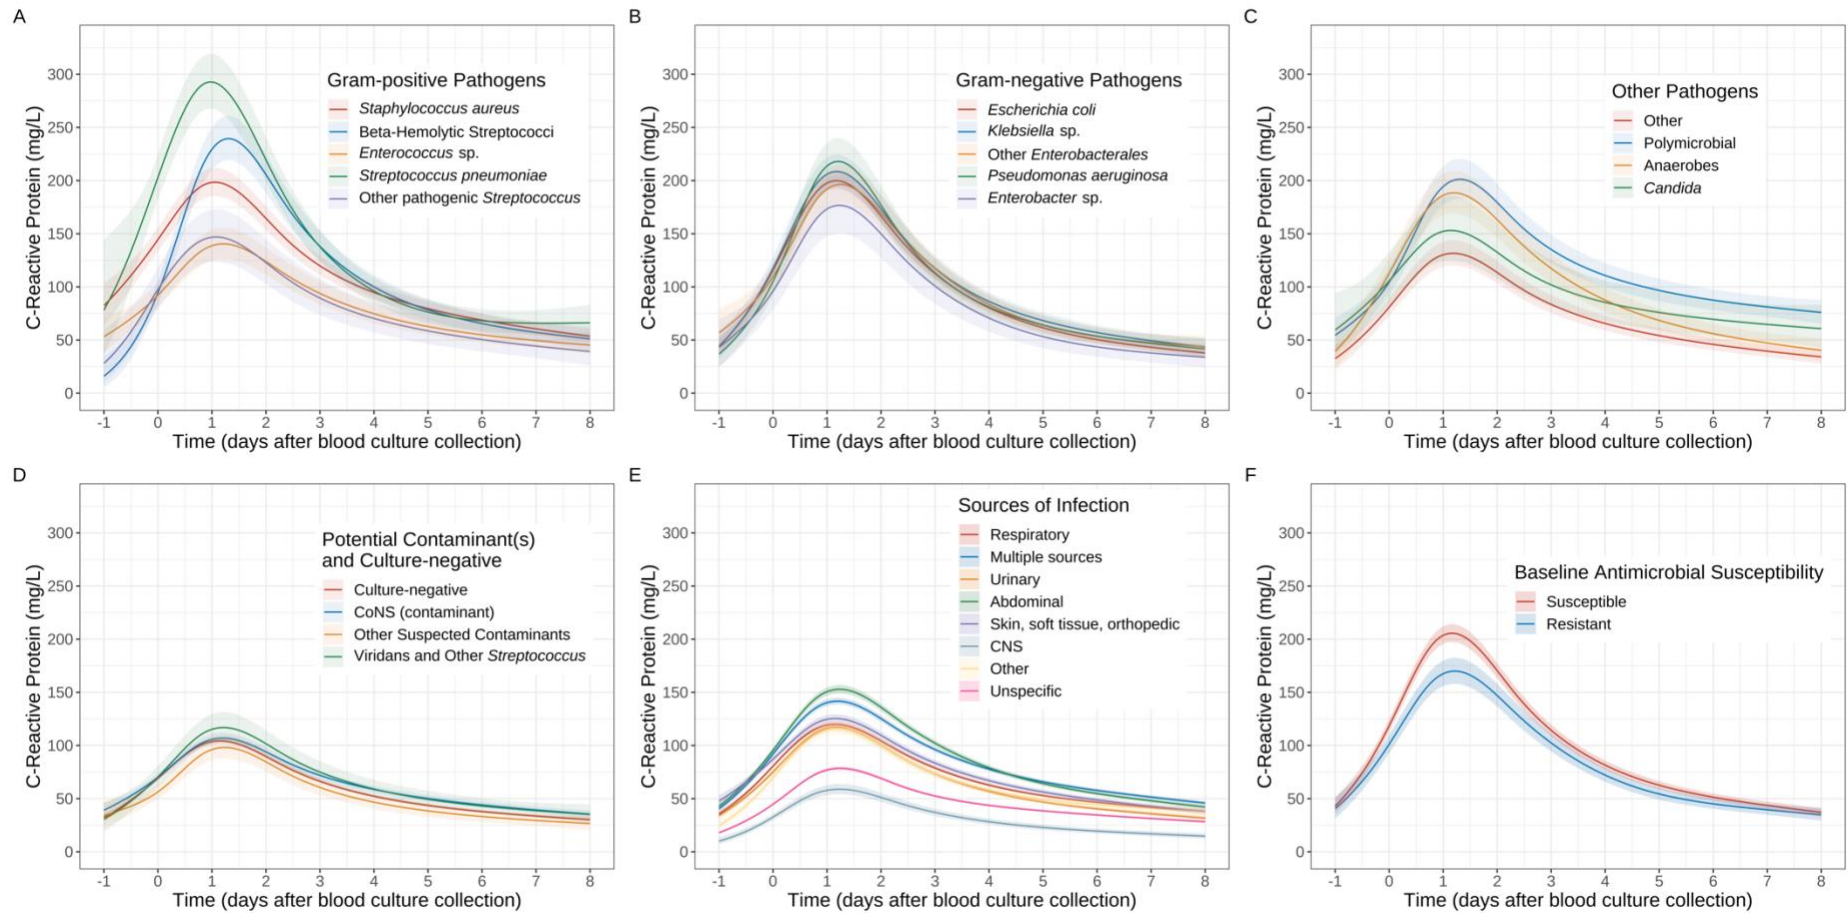 A
C-Reactive Protein (mg/L)
300
250
200
150
100
50
0
Gram-positive Pathogens
Staphylococcus aureus
Beta-Hemolytic Streptococci
Enterococcus sp.
Streptococcus pneumoniae
Other pathogenic Streptococcus
-1 0 1 2 3 4 5 6 7 8
Time (days after blood culture collection)
B
C-Reactive Protein (mg/L)
300
250
200
150
100
50
0
Gram-negative Pathogens
Escherichia coli
Klebsiella sp.
Other Enterobacterales
Pseudomonas aeruginosa
Enterobacter sp.
-1 0 1 2 3 4 5 6 7 8
Time (days after blood culture collection)
C
C-Reactive Protein (mg/L)
300
250
200
150
100
50
0
Other Pathogens
Other
Polymicrobial
Anaerobes
Candida
-1 0 1 2 3 4 5 6 7 8
Time (days after blood culture collection)
D
C-Reactive Protein (mg/L)
300
250
200
150
100
50
0
Potential Contaminant(s)
and Culture-negative
Culture-negative
CoNS (contaminant)
Other Suspected Contaminants
Viridans and Other Streptococcus
-1 0 1 2 3 4 5 6 7 8
Time (days after blood culture collection)
E
C-Reactive Protein (mg/L)
300
250
200
150
100
50
0
Sources of Infection
Respiratory
Multiple sources
Urinary
Abdominal
Skin, soft tissue, orthopedic
CNS
Other
Unspecific
-1 0 1 2 3 4 5 6 7 8
Time (days after blood culture collection)
F
C-Reactive Protein (mg/L)
300
250
200
150
100
50
0
Baseline Antimicrobial Susceptibility
Susceptible
Resistant
-1 0 1 2 3 4 5 6 7 8
Time (days after blood culture collection)